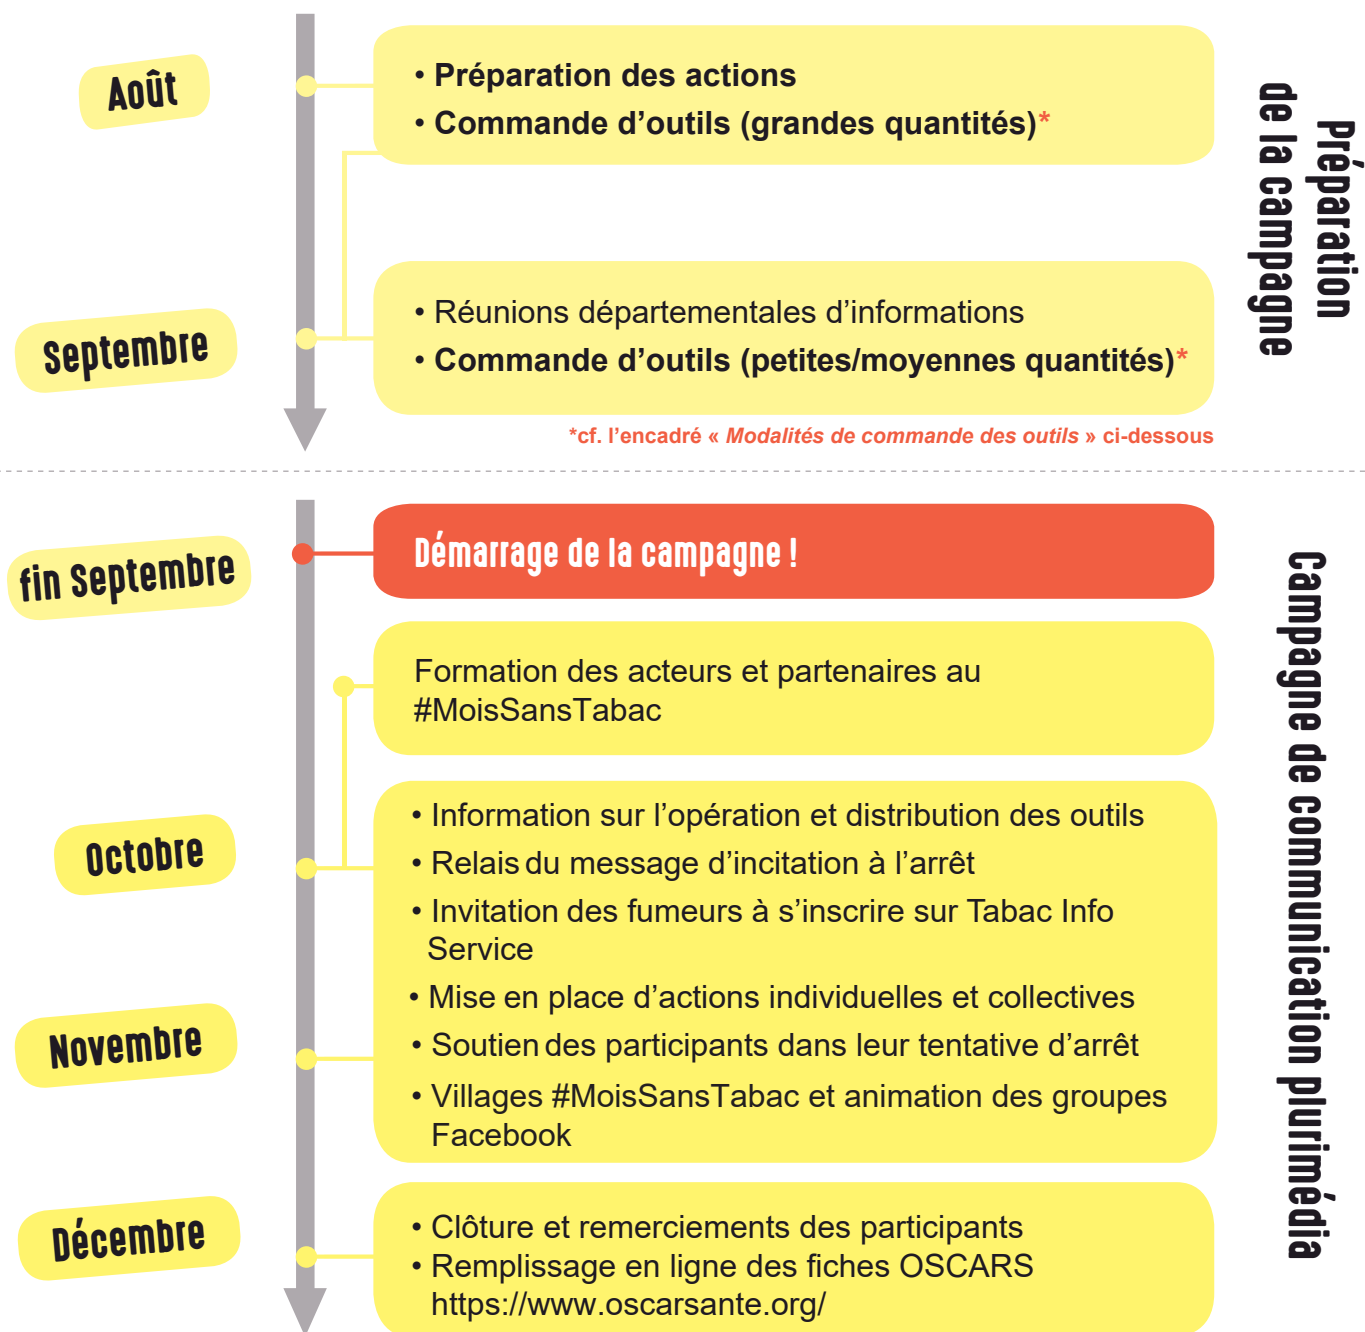 Août
• Préparation des actions
• Commande d'outils (grandes quantités)*
Préparation
de la campagne
Septembre
• Réunions départementales d'informations
• Commande d'outils (petites/moyennes quantités)*
*cf. l'encadré « Modalités de commande des outils » ci-dessous
fin Septembre
Démarrage de la campagne !
Formation des acteurs et partenaires au
#MoisSansTabac
Campagne de communication plurimédia
Octobre
• Information sur l'opération et distribution des outils
• Relais du message d'incitation à l'arrêt
• Invitation des fumeurs à s'inscrire sur Tabac Info
Service
Novembre
• Mise en place d'actions individuelles et collectives
• Soutien des participants dans leur tentative d'arrêt
• Villages #MoisSansTabac et animation des groupes
Facebook
Décembre
• Clôture et remerciements des participants
• Remplissage en ligne des fiches OSCARS
https://www.oscarsante.org/